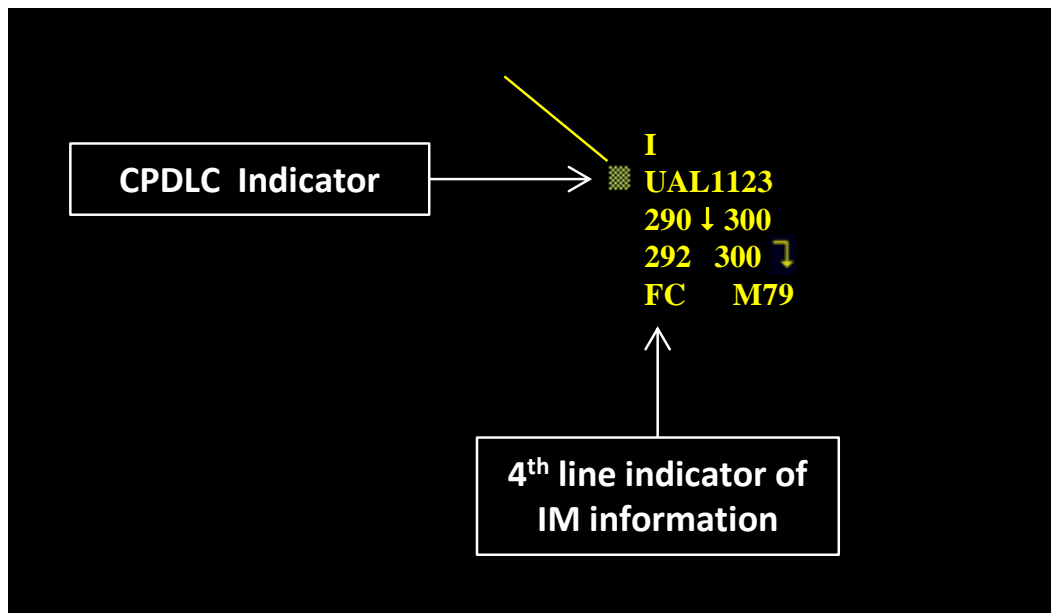 I
CPDLC Indicator
UAL1123
290 ↓ 300
292 300
FC M79
4th line indicator of
IM information